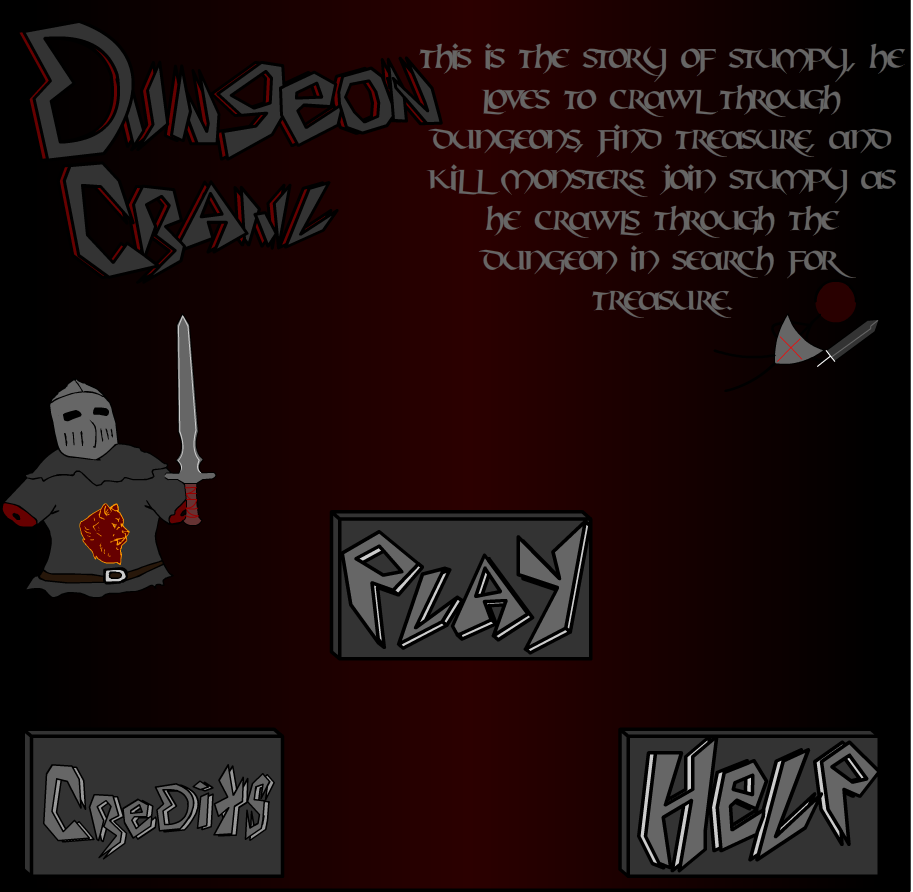 Dungeon
Crawl
This is the story of Stumpy, he
loves to crawl through
dungeons, find treasure, and
kill monsters. Join Stumpy as
he crawls through the
dungeon in search for
treasure.
Play
Credits
Help